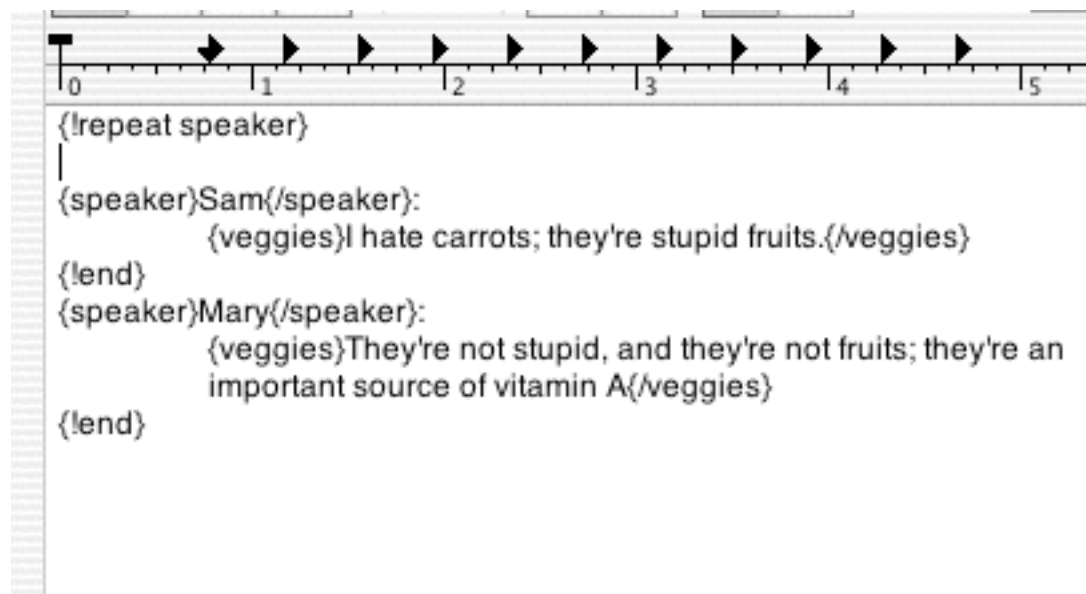 0 1 2 3 4 5
{!repeat speaker}
{speaker}Sam{/speaker}:
{veggies}I hate carrots; they're stupid fruits.{/veggies}
{!end}
{speaker}Mary{/speaker}:
{veggies}They're not stupid, and they're not fruits; they're an
important source of vitamin A{/veggies}
{!end}